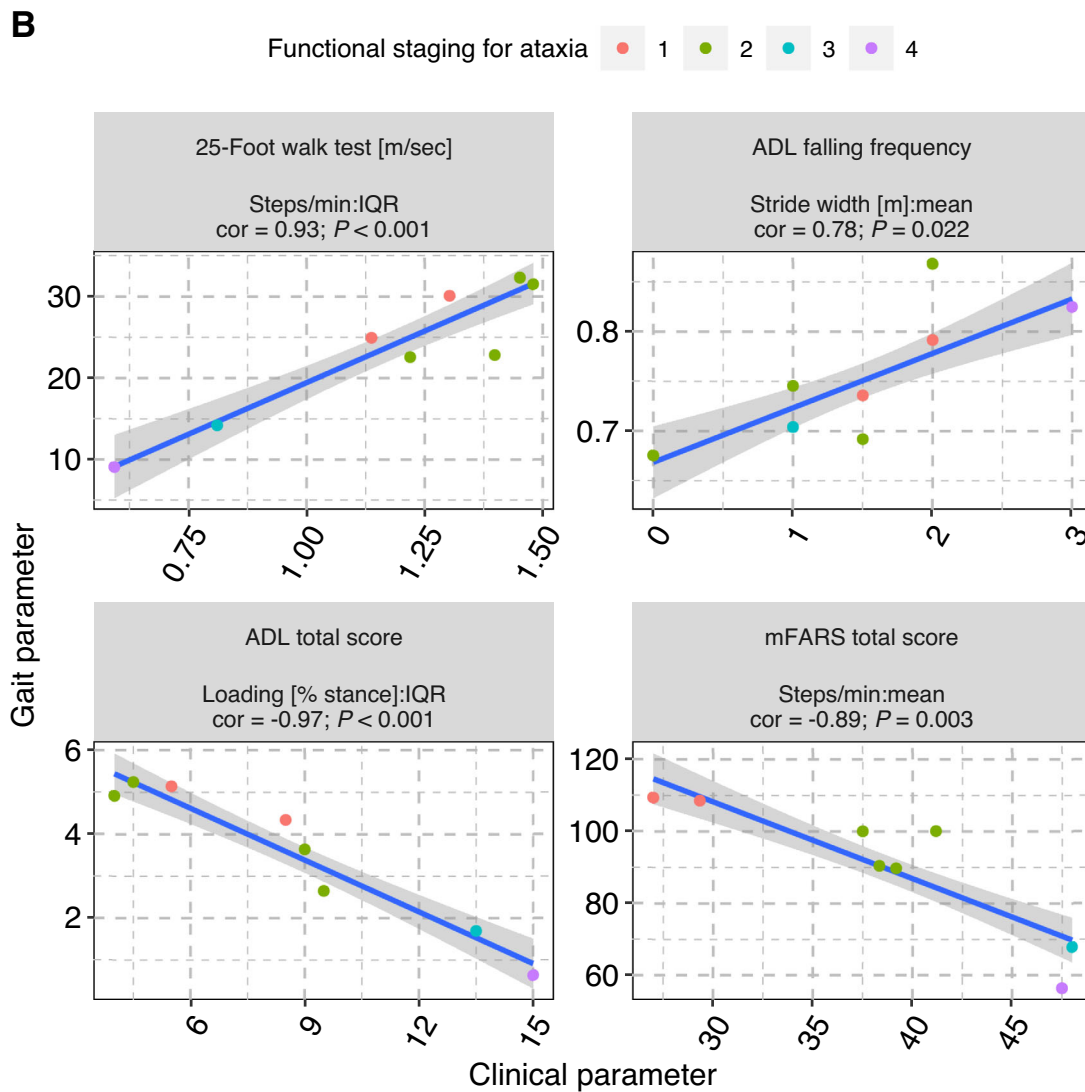 B
Functional staging for ataxia 1 2 3 4
25-Foot walk test [m/sec]
Steps/min:IQR
cor = 0.93; P < 0.001
30
20
10
0.75 1.00 1.25 1.50
ADL falling frequency
Stride width [m]:mean
cor = 0.78; P = 0.022
0.8
0.7
0 1 2 3
Gait parameter
ADL total score
Loading [% stance]:IQR
cor = -0.97; P < 0.001
6
4
2
6 9 12 15
mFARS total score
Steps/min:mean
cor = -0.89; P = 0.003
120
100
80
60
30 35 40 45
Clinical parameter